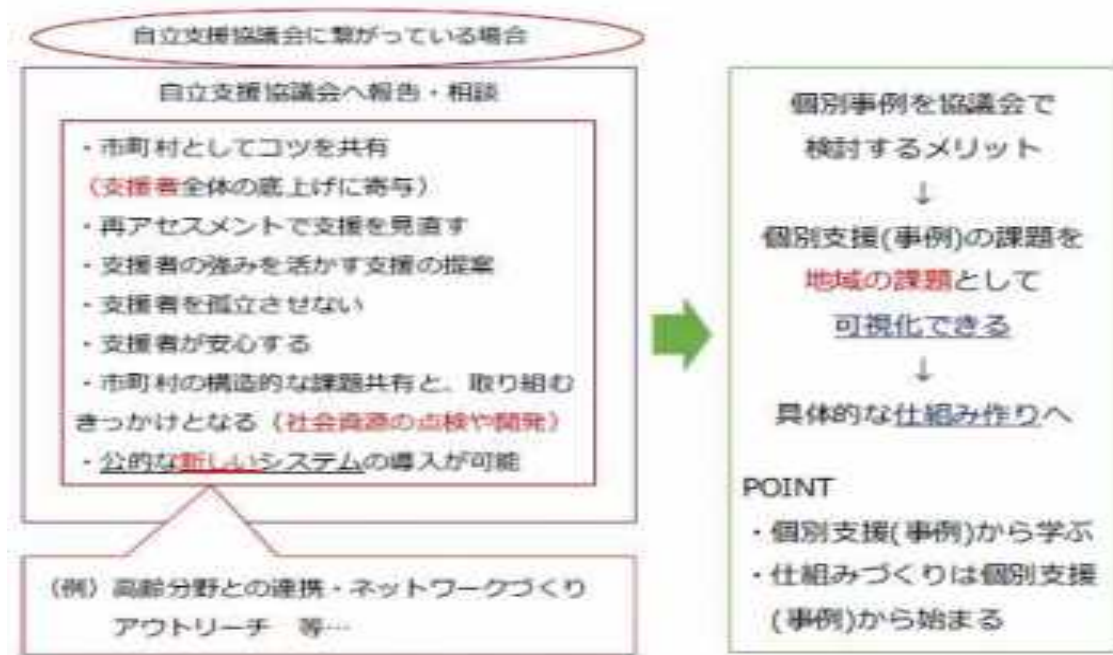 自立支援協議会に繋がっている場合
自立支援協議会へ報告・相談
・市町村としてコツを共有
（支援者全体の底上げに寄与）
・再アセスメントで支援を見直す
・支援者の強みを活かす支援の提案
・支援者を孤立させない
・支援者が安心する
・市町村の構造的な課題共有と、取り組む
きっかけとなる（社会資源の点検や開発）
・公的な新しいシステムの導入が可能
（例）高齢分野との連携・ネットワークづくり
アウトリーチ 等…
個別事例を協議会で
検討するメリット
↓
個別支援(事例)の課題を
地域の課題として
可視化できる
↓
具体的な仕組み作りへ
POINT
・個別支援(事例)から学ぶ
・仕組みづくりは個別支援
(事例)から始まる